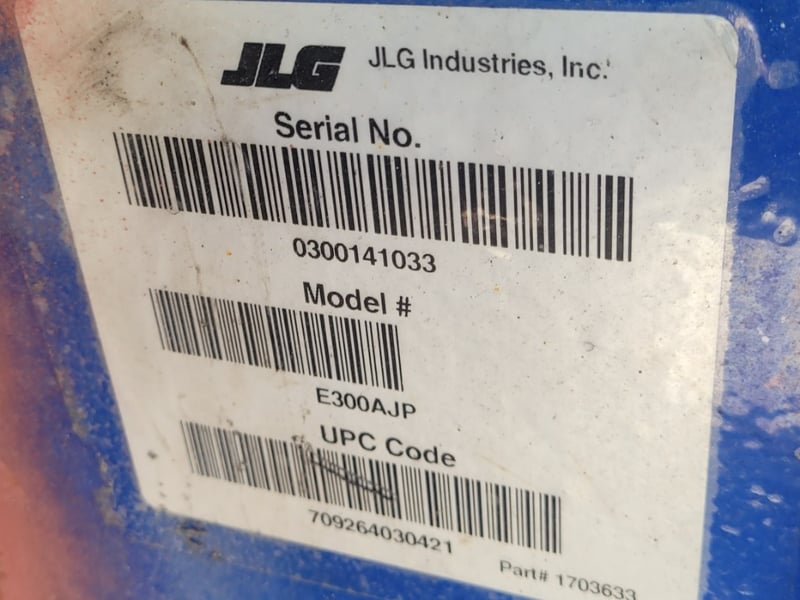 JLG JLG Industries, Inc.
Serial No.
0300141033
Model #
E300AJP
UPC Code
709264030421
Part# 1703633